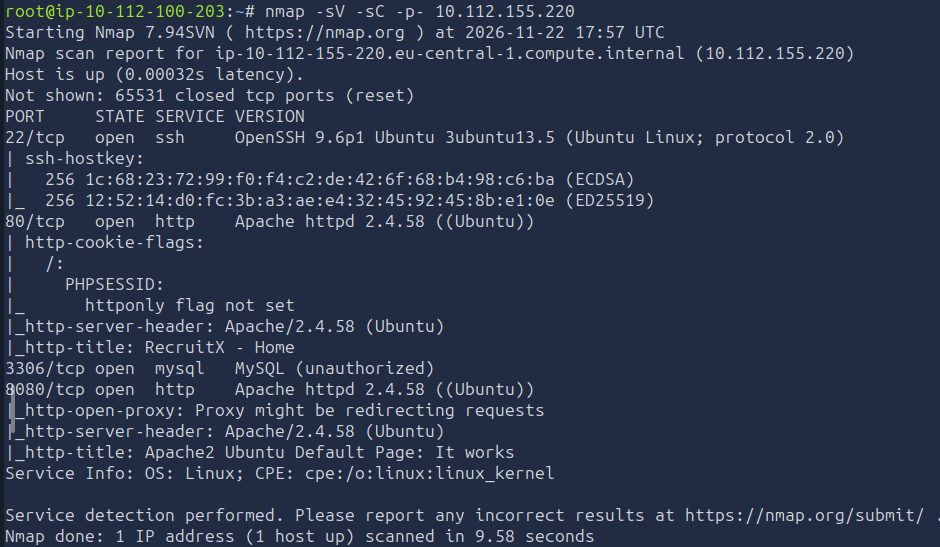 root@ip-10-112-100-203:~# nmap -sV -sC -p- 10.112.155.220
Starting Nmap 7.94SVN ( https://nmap.org ) at 2026-11-22 17:57 UTC
Nmap scan report for ip-10-112-155-220.eu-central-1.compute.internal (10.112.155.220)
Host is up (0.00032s latency).
Not shown: 65531 closed tcp ports (reset)
PORT     STATE SERVICE VERSION
22/tcp   open  ssh     OpenSSH 9.6p1 Ubuntu 3ubuntu13.5 (Ubuntu Linux; protocol 2.0)
| ssh-hostkey:
|   256 1c:68:23:72:99:f0:f4:c2:de:42:6f:68:b4:98:c6:ba (ECDSA)
|_  256 12:52:14:d0:fc:3b:a3:ae:e4:32:45:92:45:8b:e1:0e (ED25519)
80/tcp   open  http    Apache httpd 2.4.58 ((Ubuntu))
| http-cookie-flags:
|   /:
|     PHPSESSID:
|_      httponly flag not set
|_http-server-header: Apache/2.4.58 (Ubuntu)
|_http-title: RecruitX - Home
3306/tcp open  mysql   MySQL (unauthorized)
8080/tcp open  http    Apache httpd 2.4.58 ((Ubuntu))
|_http-open-proxy: Proxy might be redirecting requests
|_http-server-header: Apache/2.4.58 (Ubuntu)
|_http-title: Apache2 Ubuntu Default Page: It works
Service Info: OS: Linux; CPE: cpe:/o:linux:linux_kernel

Service detection performed. Please report any incorrect results at https://nmap.org/submit/ .
Nmap done: 1 IP address (1 host up) scanned in 9.58 seconds